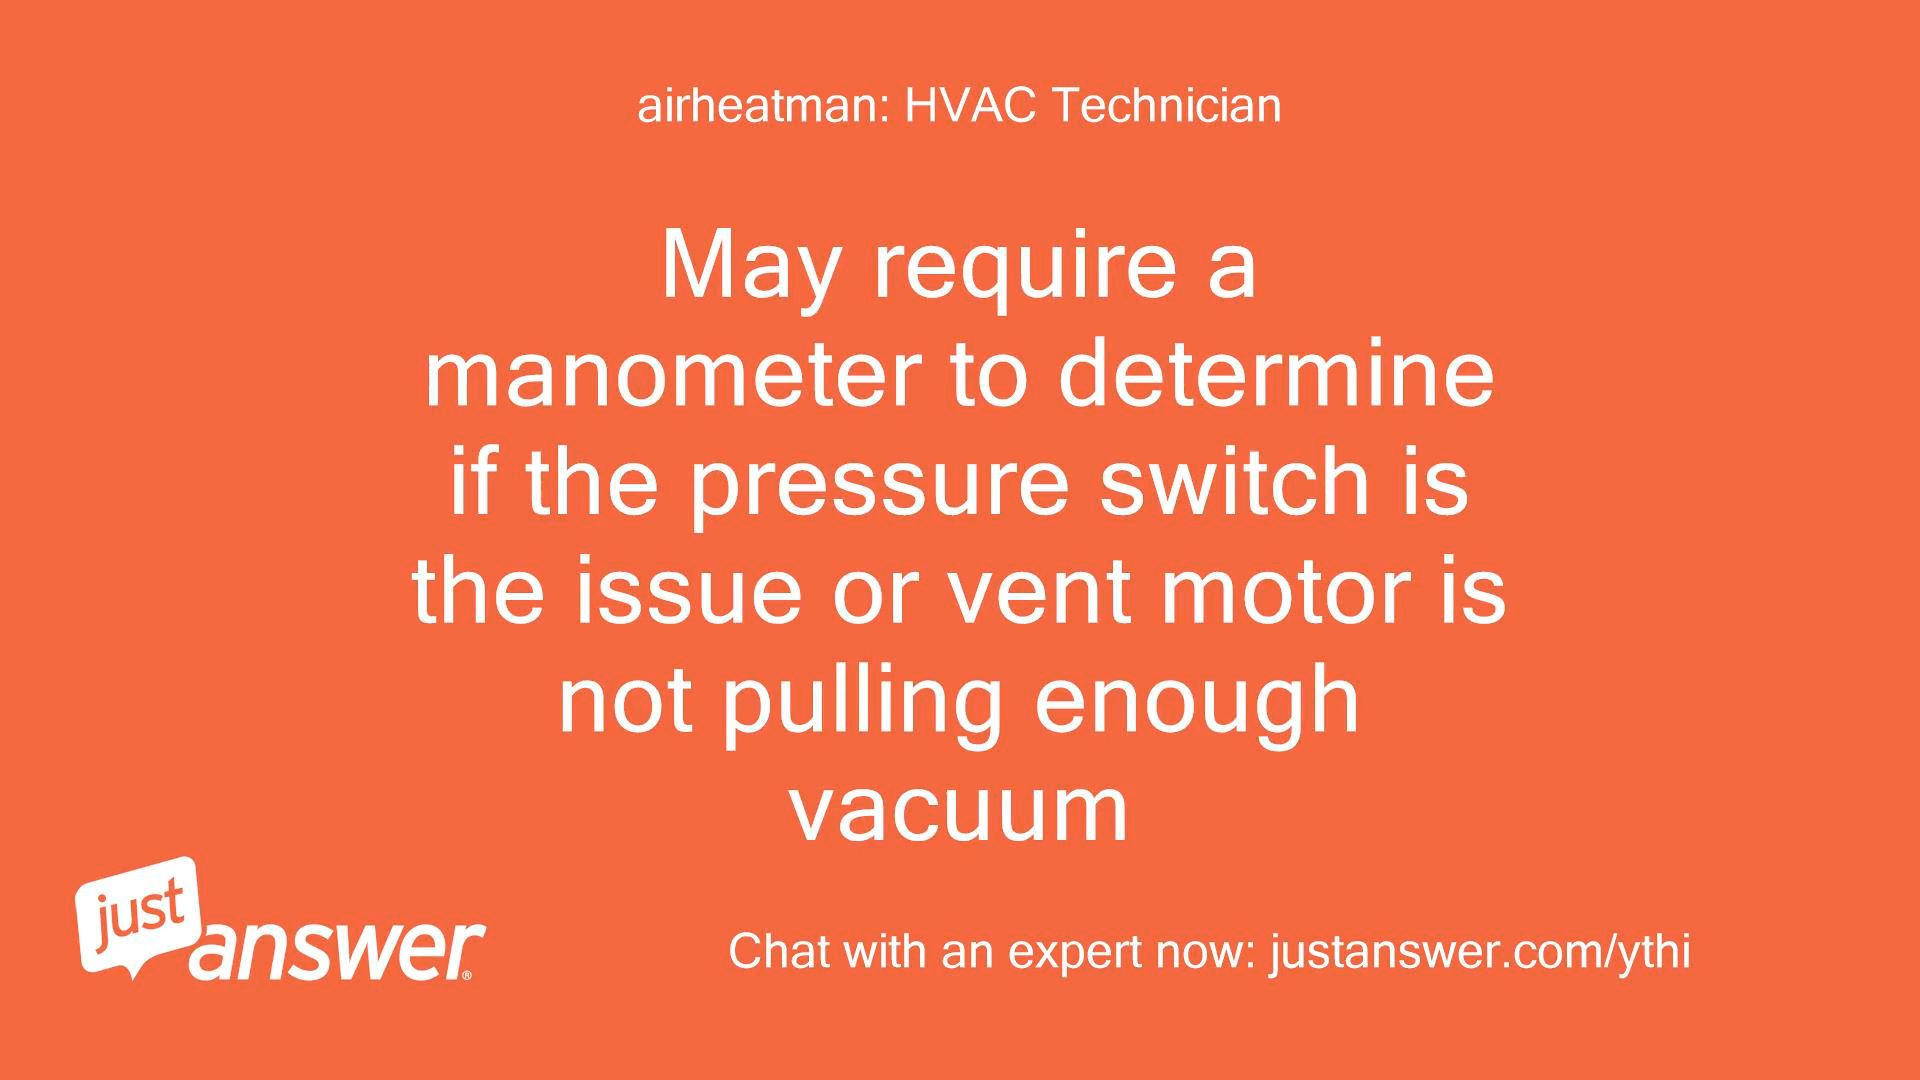 airheatman: HVAC Technician
May require a
manometer to determine
if the pressure switch is
the issue or vent motor is
not pulling enough
vacuum
just
answer®
Chat with an expert now: justanswer.com/ythi